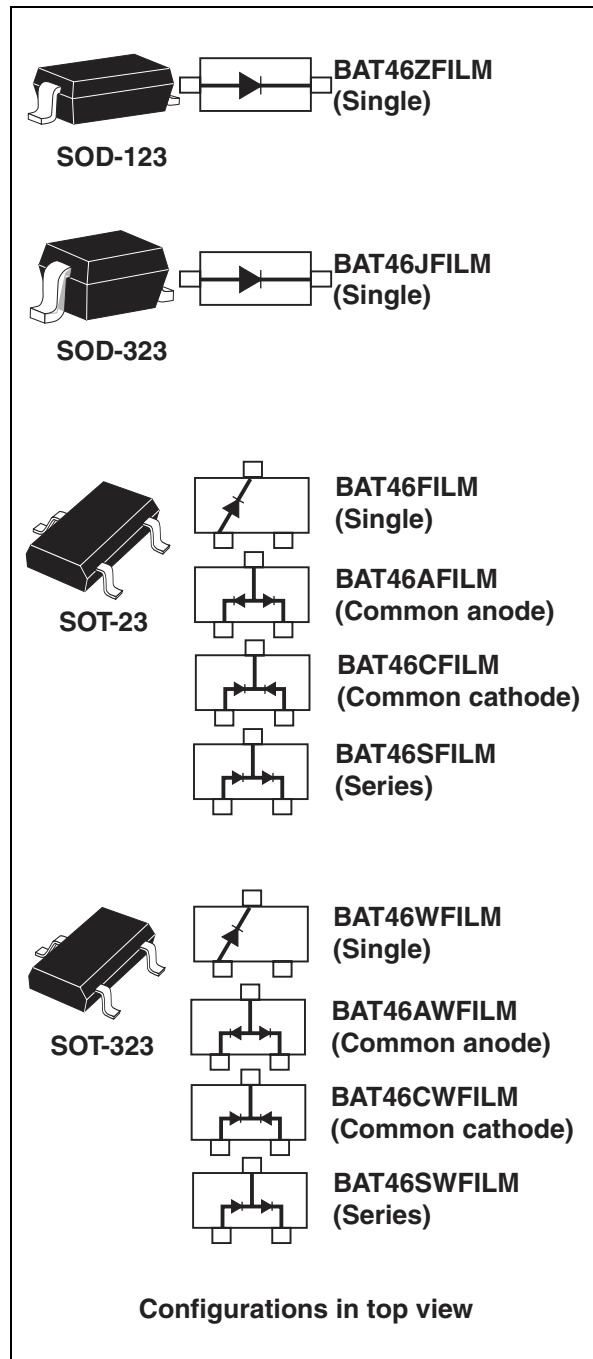 BAT46ZFILM
(Single)
SOD-123
BAT46JFILM
(Single)
SOD-323
BAT46FILM
(Single)
BAT46AFILM
(Common anode)
SOT-23
BAT46CFILM
(Common cathode)
BAT46SFILM
(Series)
BAT46WFILM
(Single)
BAT46AWFILM
(Common anode)
SOT-323
BAT46CWFILM
(Common cathode)
BAT46SWFILM
(Series)
Configurations in top view